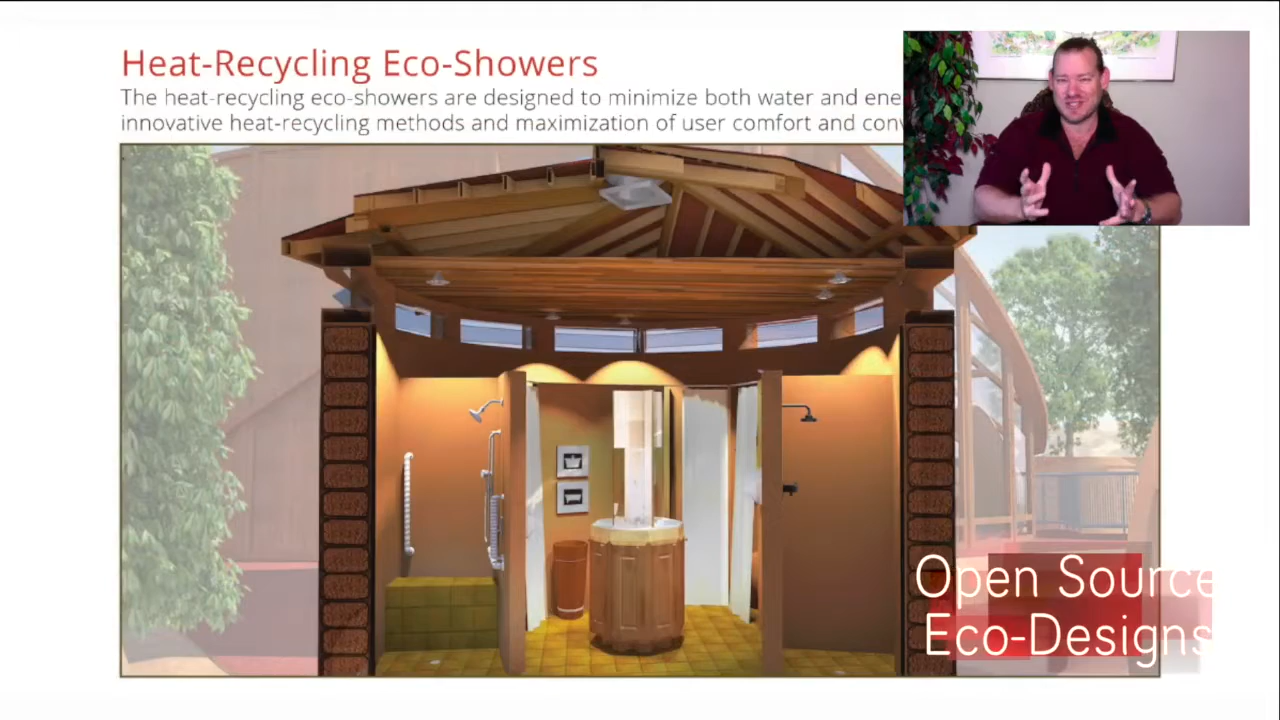 Heat-Recycling Eco-Showers
The heat-recycling eco-showers are designed to minimize both water and ene
innovative heat-recycling methods and maximization of user comfort and conv
Open Source
Eco-Designs